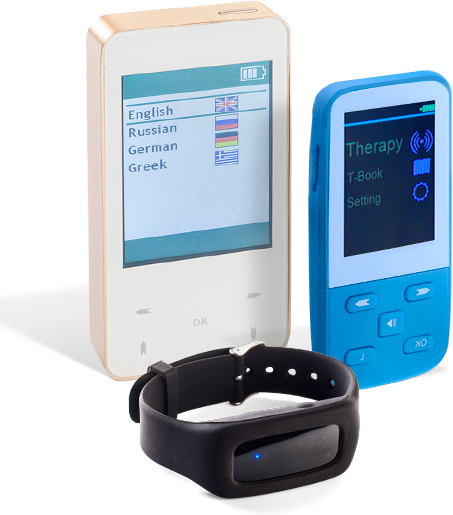 English
Russian
German
Greek
OK
Therapy
T-Book
Setting
OK